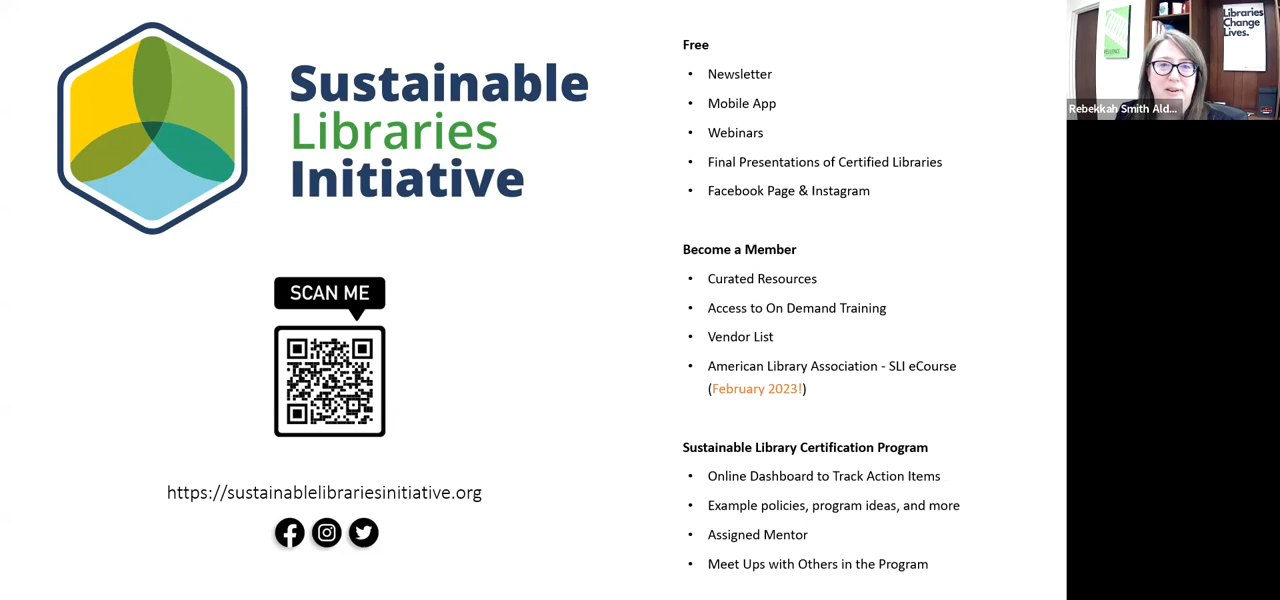 Sustainable
Libraries
Initiative
SCAN ME
https://sustainablelibrariesinitiative.org
Free
• Newsletter
• Mobile App
• Webinars
• Final Presentations of Certified Libraries
• Facebook Page & Instagram
Become a Member
• Curated Resources
• Access to On Demand Training
• Vendor List
• American Library Association - SLI eCourse
(February 2023!)
Sustainable Library Certification Program
• Online Dashboard to Track Action Items
• Example policies, program ideas, and more
• Assigned Mentor
• Meet Ups with Others in the Program
Libraries
Change
Lives.
Rebekkah Smith Ald...